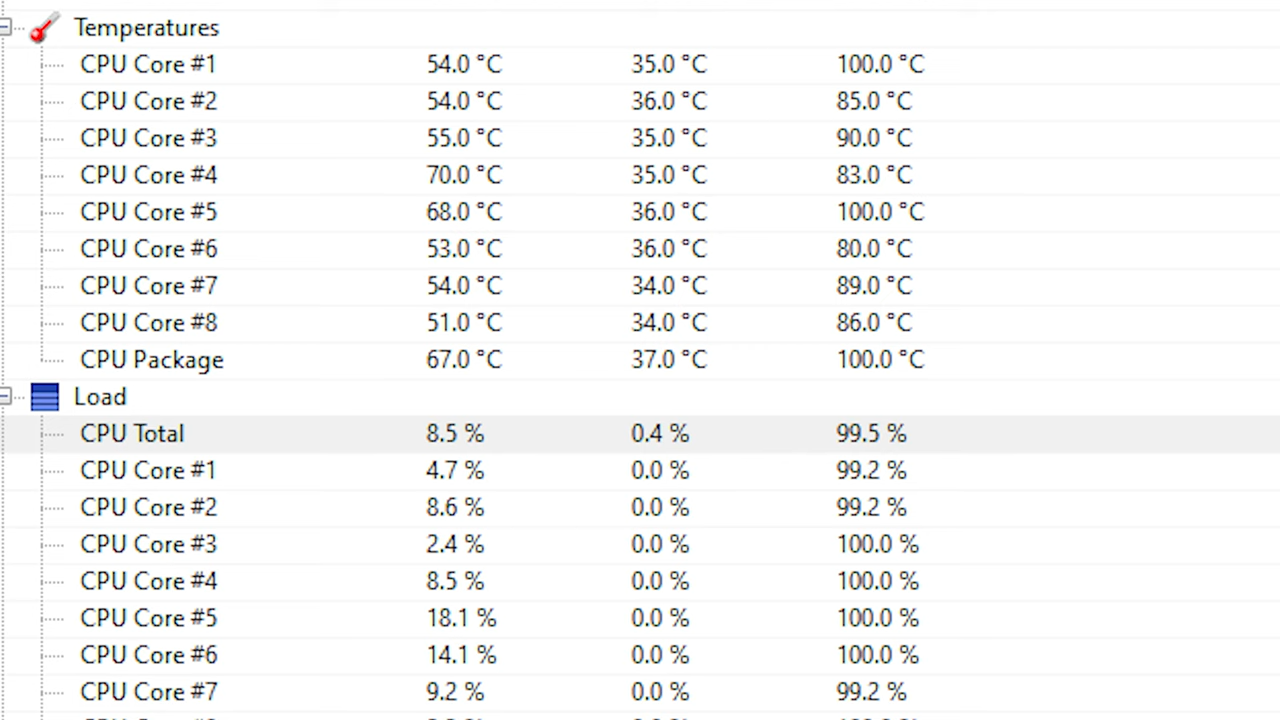 Temperatures
CPU Core #1 54.0 °C 35.0 °C 100.0 °C
CPU Core #2 54.0 °C 36.0 °C 85.0 °C
CPU Core #3 55.0 °C 35.0 °C 90.0 °C
CPU Core #4 70.0 °C 35.0 °C 83.0 °C
CPU Core #5 68.0 °C 36.0 °C 100.0 °C
CPU Core #6 53.0 °C 36.0 °C 80.0 °C
CPU Core #7 54.0 °C 34.0 °C 89.0 °C
CPU Core #8 51.0 °C 34.0 °C 86.0 °C
CPU Package 67.0 °C 37.0 °C 100.0 °C
Load
CPU Total 8.5 % 0.4 % 99.5 %
CPU Core #1 4.7 % 0.0 % 99.2 %
CPU Core #2 8.6 % 0.0 % 99.2 %
CPU Core #3 2.4 % 0.0 % 100.0 %
CPU Core #4 8.5 % 0.0 % 100.0 %
CPU Core #5 18.1 % 0.0 % 100.0 %
CPU Core #6 14.1 % 0.0 % 100.0 %
CPU Core #7 9.2 % 0.0 % 99.2 %